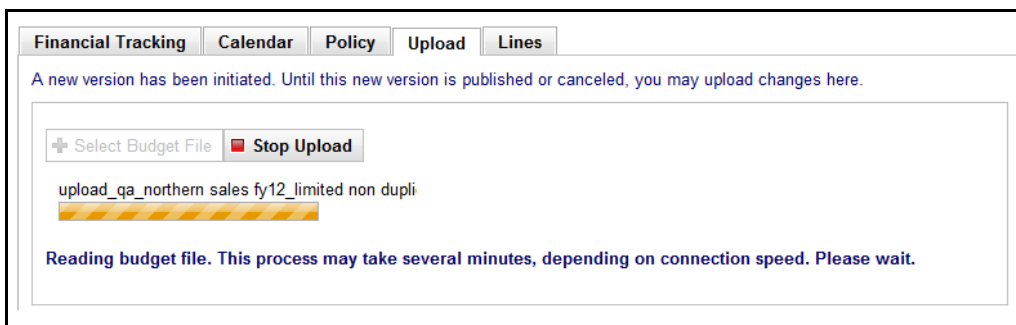 Financial Tracking Calendar Policy Upload Lines
A new version has been initiated. Until this new version is published or canceled, you may upload changes here.
Select Budget File Stop Upload
upload_qa_northern sales fy12_limited non dupli
Reading budget file. This process may take several minutes, depending on connection speed. Please wait.